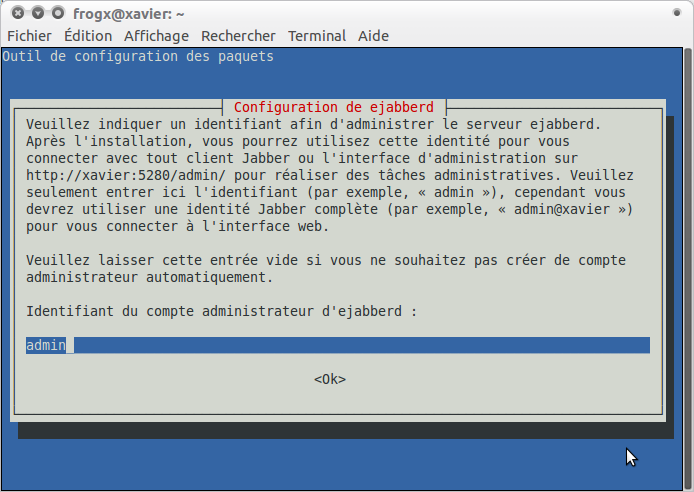 frogx@xavier: ~
Fichier Édition Affichage Rechercher Terminal Aide
Outil de configuration des paquets
Configuration de ejabberd
Veuillez indiquer un identifiant afin d'administrer le serveur ejabberd.
Après l'installation, vous pourrez utilisez cette identité pour vous
connecter avec tout client Jabber ou l'interface d'administration sur
http://xavier:5280/admin/ pour réaliser des tâches administratives. Veuillez
seulement entrer ici l'identifiant (par exemple, « admin »), cependant vous
devrez utiliser une identité Jabber complète (par exemple, « admin@xavier »)
pour vous connecter à l'interface web.
Veuillez laisser cette entrée vide si vous ne souhaitez pas créer de compte
administrateur automatiquement.
Identifiant du compte administrateur d'ejabberd :
admin
<Ok>